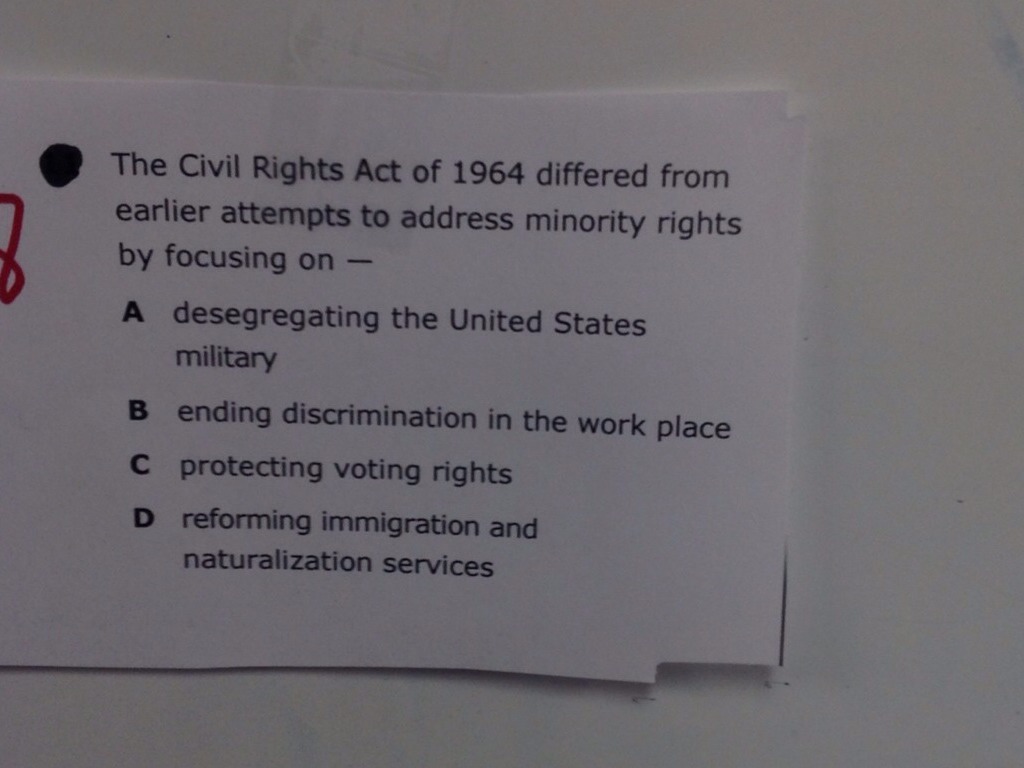 The Civil Rights Act of 1964 differed from
earlier attempts to address minority rights
by focusing on —
A desegregating the United States
military
B ending discrimination in the work place
C protecting voting rights
D reforming immigration and
naturalization services